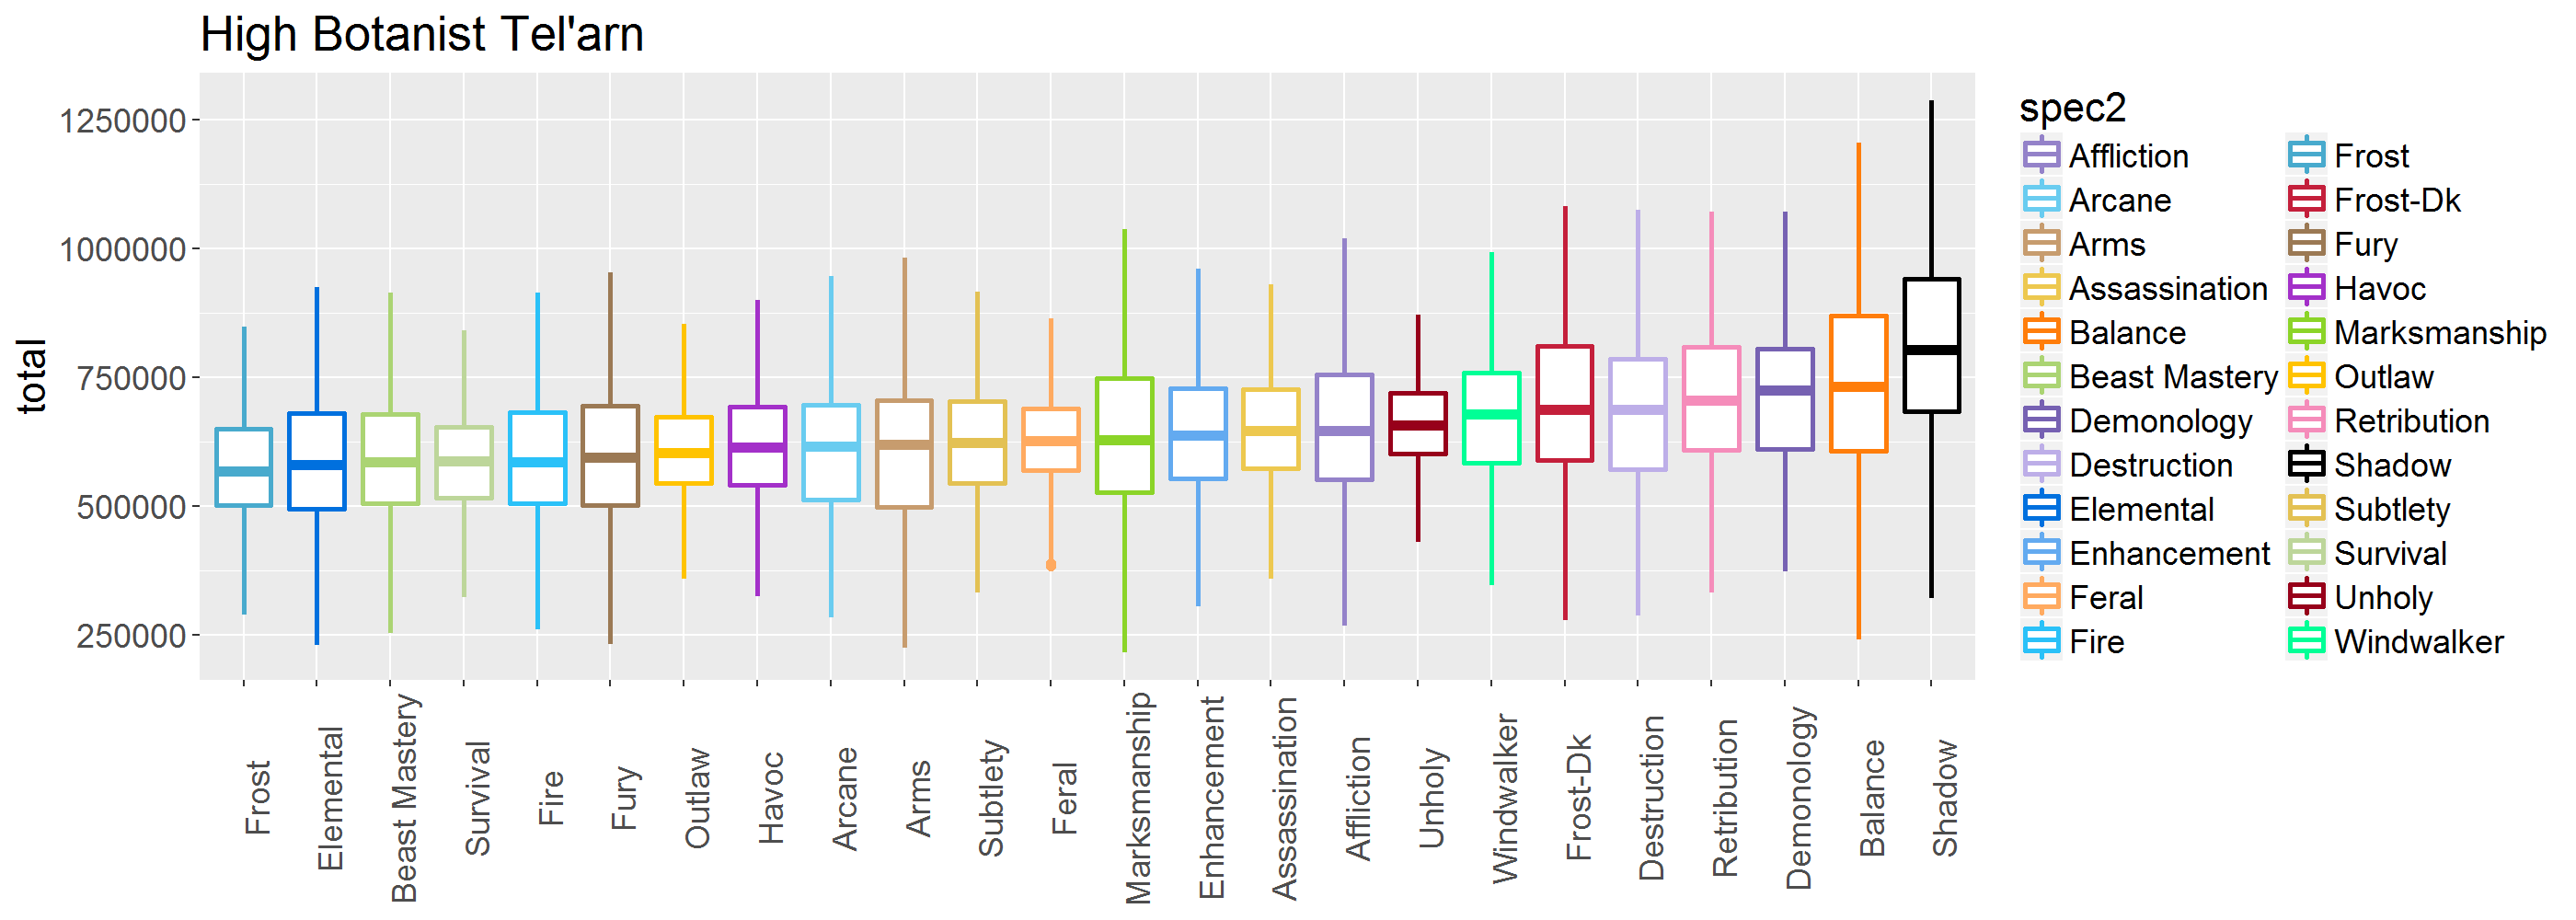 High Botanist Tel'arn
total
1250000
1000000
750000
500000
250000
Frost
Elemental
Beast Mastery
Survival
Fire
Fury
Outlaw
Havoc
Arcane
Arms
Subtlety
Feral
Marksmanship
Enhancement
Assassination
Affliction
Unholy
Windwalker
Frost-Dk
Destruction
Retribution
Demonology
Balance
Shadow
spec2
Affliction
Arcane
Arms
Assassination
Balance
Beast Mastery
Demonology
Destruction
Elemental
Enhancement
Feral
Fire
Frost
Frost-Dk
Fury
Havoc
Marksmanship
Outlaw
Retribution
Shadow
Subtlety
Survival
Unholy
Windwalker